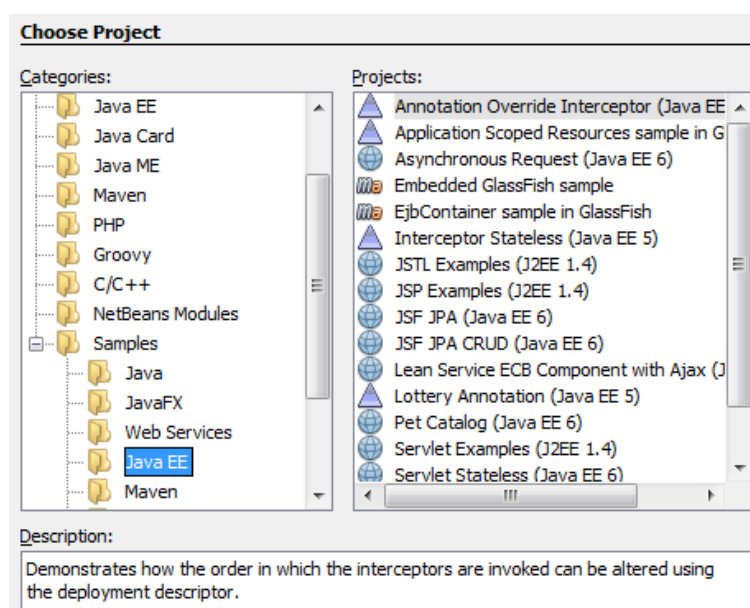 Choose Project
Categories:
Java EE
Java Card
Java ME
Maven
PHP
Groovy
C/C++
NetBeans Modules
Samples
Java
JavaFX
Web Services
Java EE
Maven
Projects:
Annotation Override Interceptor (Java EE
Application Scoped Resources sample in G
Asynchronous Request (Java EE 6)
Embedded GlassFish sample
EjbContainer sample in GlassFish
Interceptor Stateless (Java EE 5)
JSTL Examples (J2EE 1.4)
JSP Examples (J2EE 1.4)
JSF JPA (Java EE 6)
JSF JPA CRUD (Java EE 6)
Lean Service ECB Component with Ajax (J
Lottery Annotation (Java EE 5)
Pet Catalog (Java EE 6)
Servlet Examples (J2EE 1.4)
Servlet Stateless (Java EE 6)
Description:
Demonstrates how the order in which the interceptors are invoked can be altered using
the deployment descriptor.